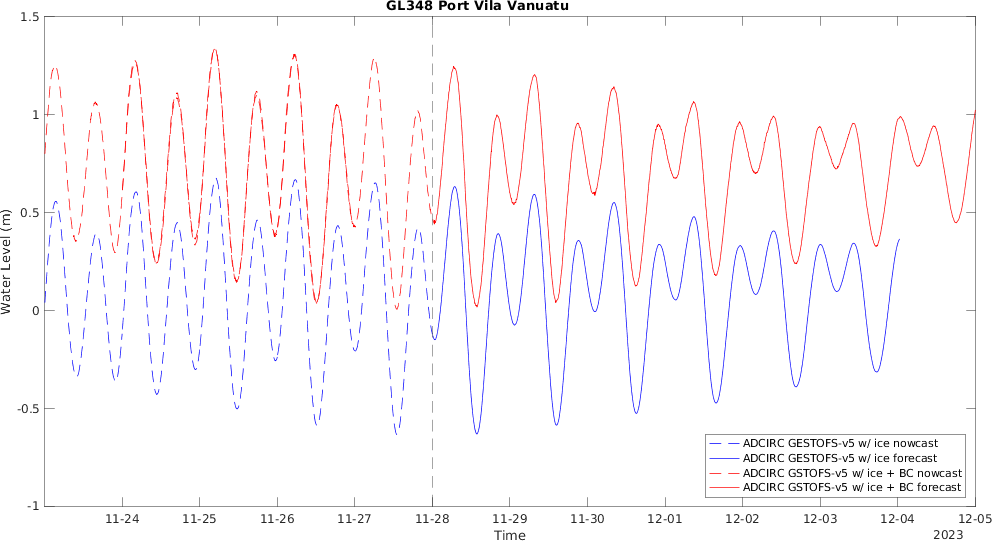 GL348 Port Vila Vanuatu
1.5
1
0.5
0
-0.5
-1
Water Level (m)
ADCIRC GESTOFS-v5 w/ ice nowcast
ADCIRC GESTOFS-v5 w/ ice forecast
ADCIRC GSTOFS-v5 w/ ice + BC nowcast
ADCIRC GSTOFS-v5 w/ ice + BC forecast
11-24 11-25 11-26 11-27 11-28 11-29 11-30 12-01 12-02 12-03 12-04 12-05
Time
2023